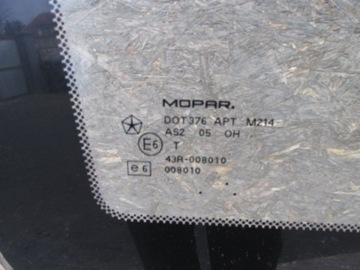 MOPAR.
DOT376 APT M214
AS2 05 OH
E6 T
43R-008010
e6 008010